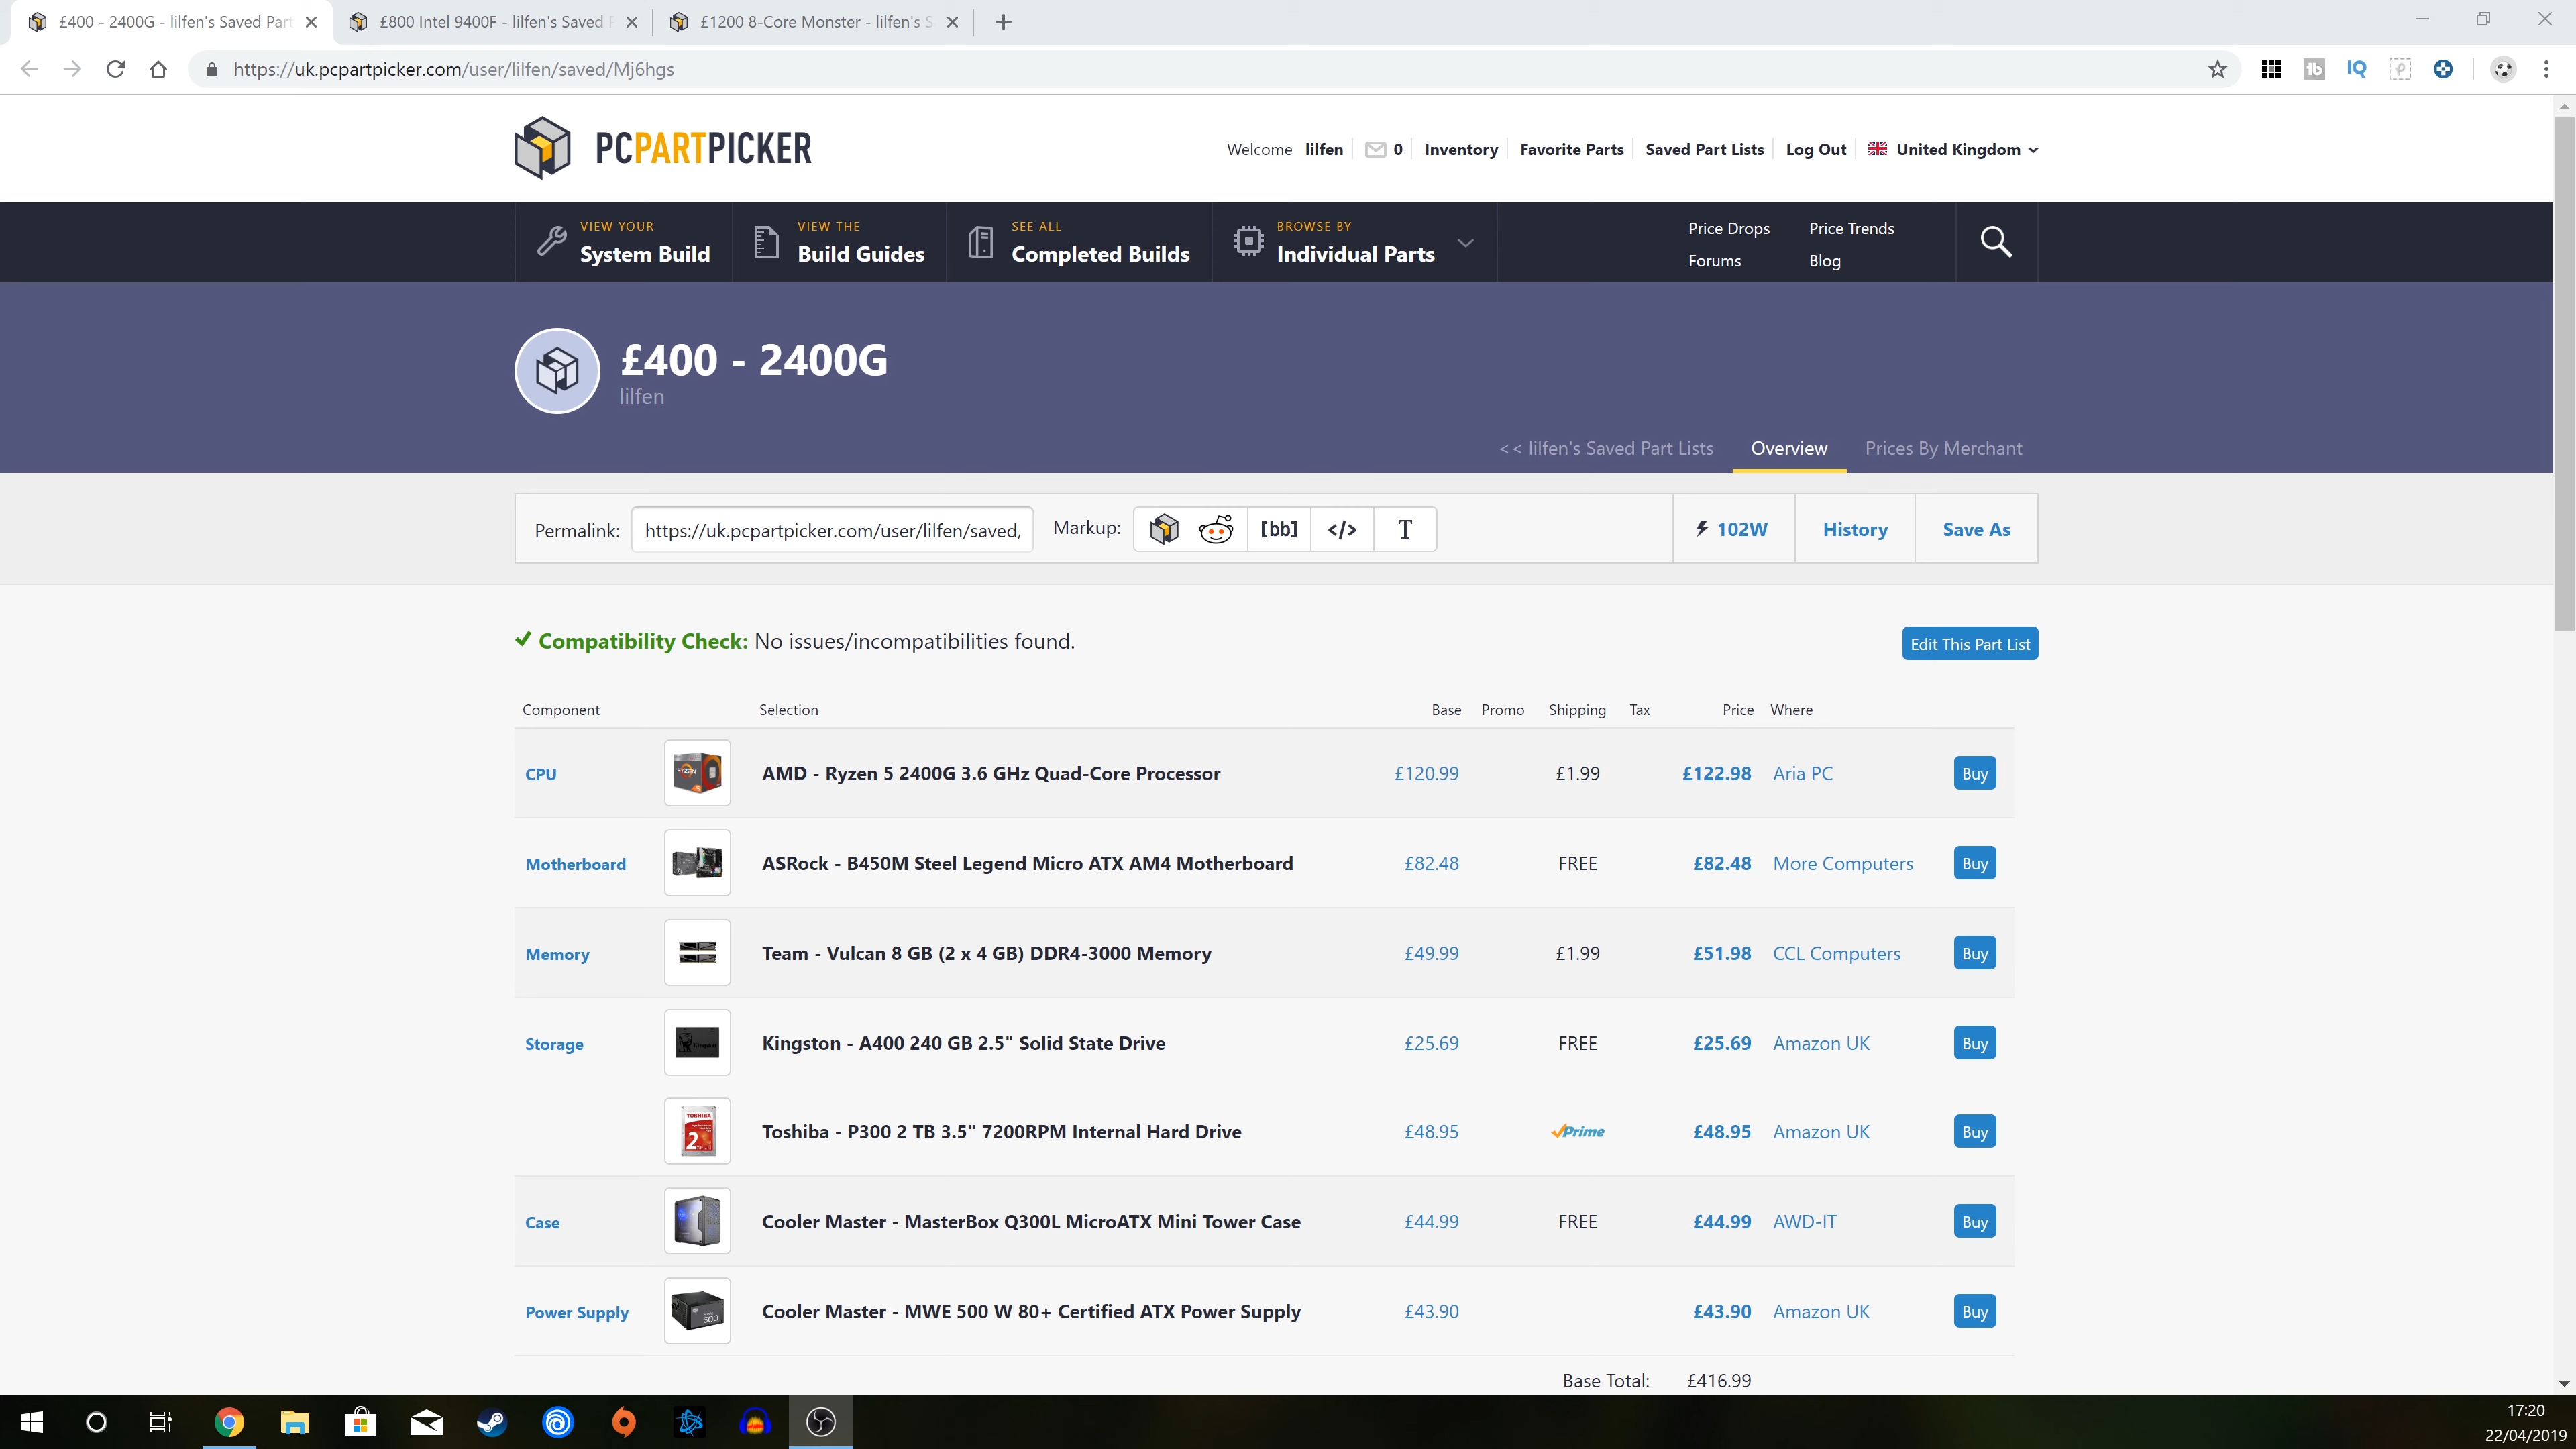 £400 - 2400G - lilfen's Saved Part
£800 Intel 9400F - lilfen's Saved P
£1200 8-Core Monster - lilfen's S
https://uk.pcpartpicker.com/user/lilfen/saved/Mj6hgs
PCPARTPICKER
Welcome lilfen 0 Inventory Favorite Parts Saved Part Lists Log Out United Kingdom
VIEW YOUR
System Build
VIEW THE
Build Guides
SEE ALL
Completed Builds
BROWSE BY
Individual Parts
Price Drops Price Trends
Forums Blog
£400 - 2400G
lilfen
<< lilfen's Saved Part Lists Overview Prices By Merchant
Permalink: https://uk.pcpartpicker.com/user/lilfen/saved/ Markup: [bb] </> T 102W History Save As
Compatibility Check: No issues/incompatibilities found.
Edit This Part List
Component Selection Base Promo Shipping Tax Price Where
CPU AMD - Ryzen 5 2400G 3.6 GHz Quad-Core Processor £120.99 £1.99 £122.98 Aria PC Buy
Motherboard ASRock - B450M Steel Legend Micro ATX AM4 Motherboard £82.48 FREE £82.48 More Computers Buy
Memory Team - Vulcan 8 GB (2 x 4 GB) DDR4-3000 Memory £49.99 £1.99 £51.98 CCL Computers Buy
Storage Kingston - A400 240 GB 2.5" Solid State Drive £25.69 FREE £25.69 Amazon UK Buy
Toshiba - P300 2 TB 3.5" 7200RPM Internal Hard Drive £48.95 Prime £48.95 Amazon UK Buy
Case Cooler Master - MasterBox Q300L MicroATX Mini Tower Case £44.99 FREE £44.99 AWD-IT Buy
Power Supply Cooler Master - MWE 500 W 80+ Certified ATX Power Supply £43.90 £43.90 Amazon UK Buy
Base Total: £416.99
17:20
22/04/2019